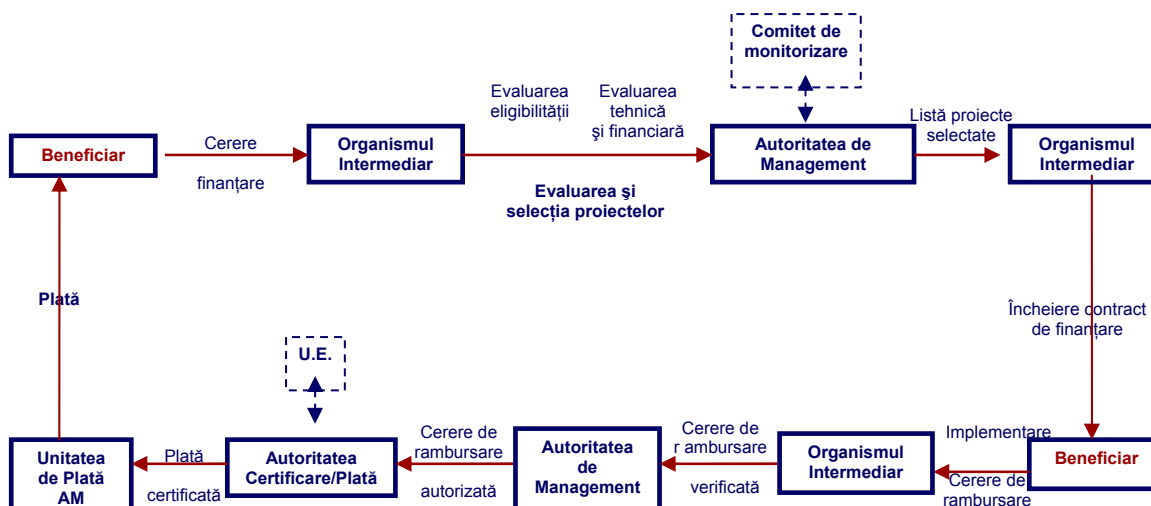 Comitet de
monitorizare
Evaluarea
eligibilității
Evaluarea
tehnică
şi financiară
Listă proiecte
selectate
Beneficiar
Cerere
finanțare
Organismul
Intermediar
Autoritatea de
Management
Organismul
Intermediar
Evaluarea şi
selecția proiectelor
Plată
Încheiere contract
de finanțare
U.E.
Unitatea
de Plată
AM
Plată
certificată
Autoritatea
Certificare/Plată
Cerere de
rambursare
autorizată
Autoritatea
de
Management
Cerere de
r ambursare
verificată
Organismul
Intermediar
Implementare
Cerere de
rambursare
Beneficiar